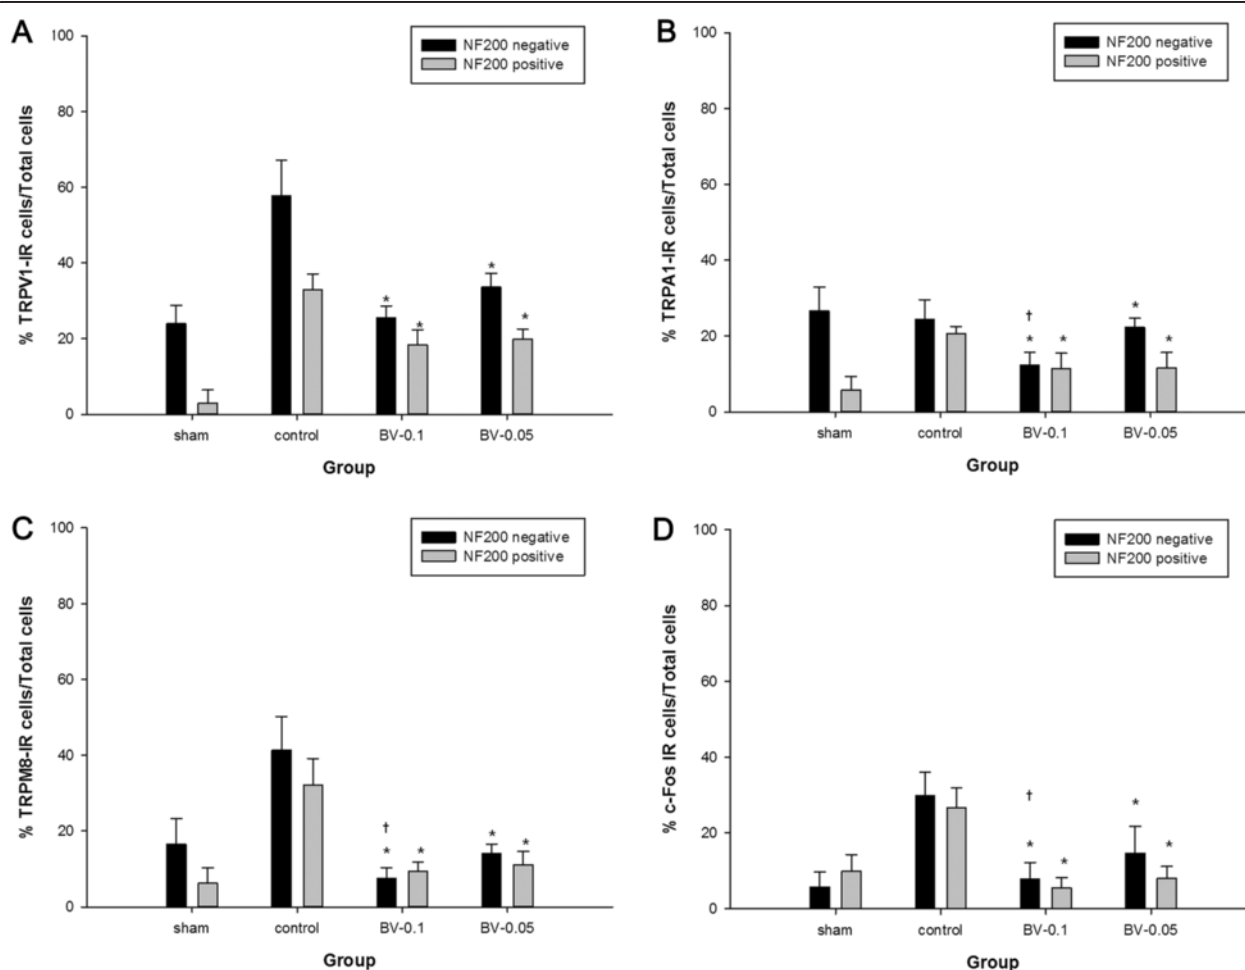 A
NF200 negative
NF200 positive
% TRPV1-IR cells/Total cells
100
80
60
40
20
0
*
*
*
*
sham
control
BV-0.1
BV-0.05
Group
B
NF200 negative
NF200 positive
% TRPA1-IR cells/Total cells
100
80
60
40
20
0
†
*
*
*
*
sham
control
BV-0.1
BV-0.05
Group
C
NF200 negative
NF200 positive
% TRPM8-IR cells/Total cells
100
80
60
40
20
0
†
*
*
*
*
sham
control
BV-0.1
BV-0.05
Group
D
NF200 negative
NF200 positive
% c-Fos IR cells/Total cells
100
80
60
40
20
0
†
*
*
*
*
sham
control
BV-0.1
BV-0.05
Group